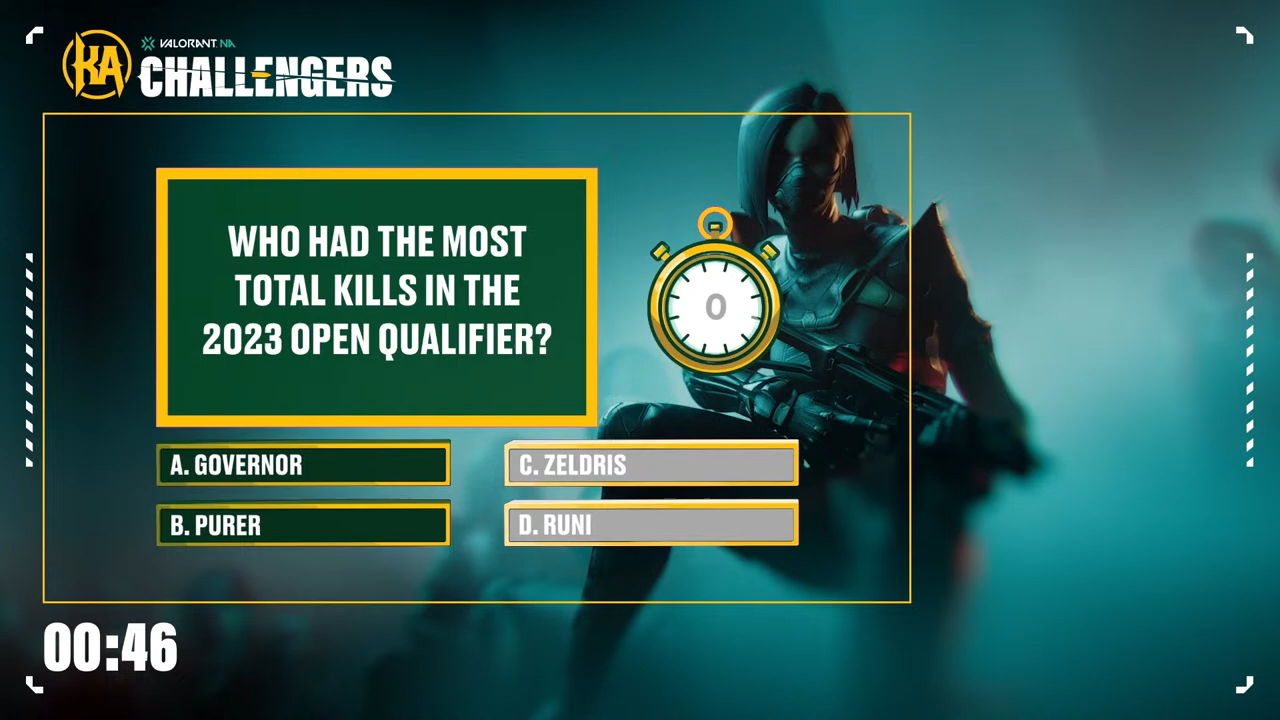 KA
VALORANT NA
CHALLENGERS
WHO HAD THE MOST
TOTAL KILLS IN THE
2023 OPEN QUALIFIER?
0
A. GOVERNOR
C. ZELDRIS
B. PURER
D. RUNI
00:46